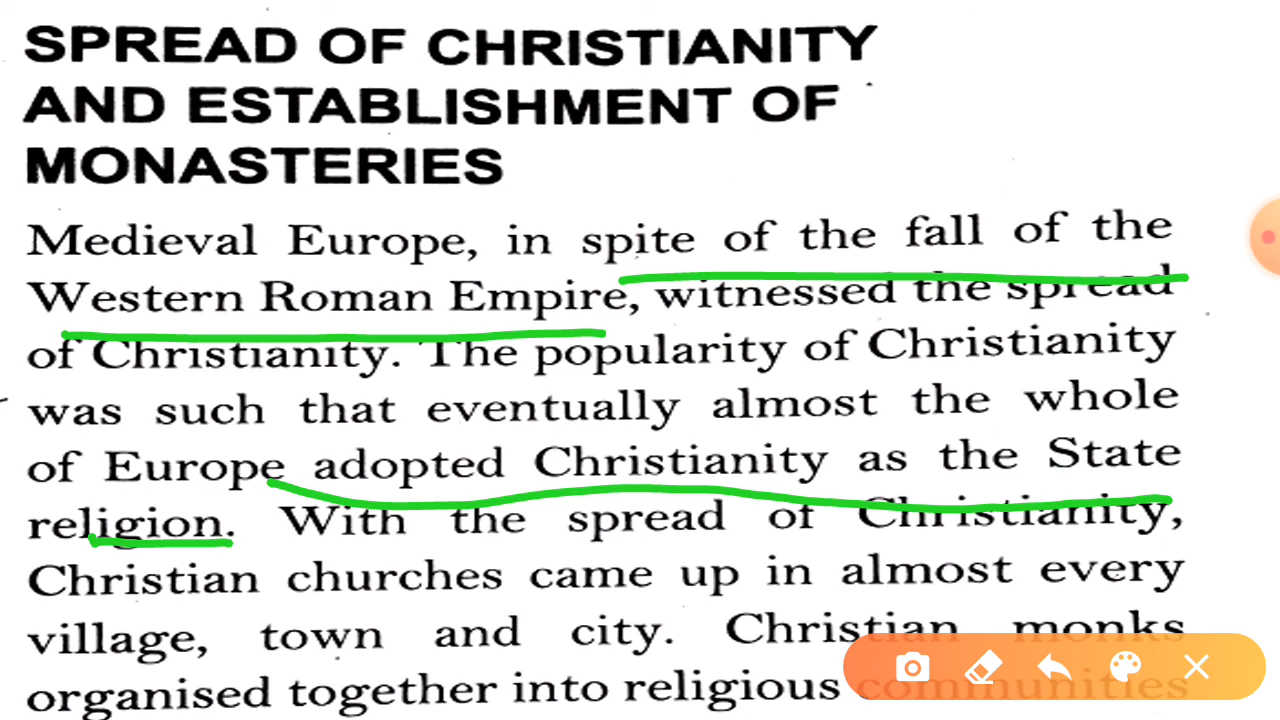 SPREAD OF CHRISTIANITY
AND ESTABLISHMENT OF
MONASTERIES
Medieval Europe, in spite of the fall of the
Western Roman Empire, witnessed the spread
of Christianity. The popularity of Christianity
was such that eventually almost the whole
of Europe adopted Christianity as the State
religion. With the spread of Christianity,
Christian churches came up in almost every
village, town and city. Christian monks
organised together into religious communities